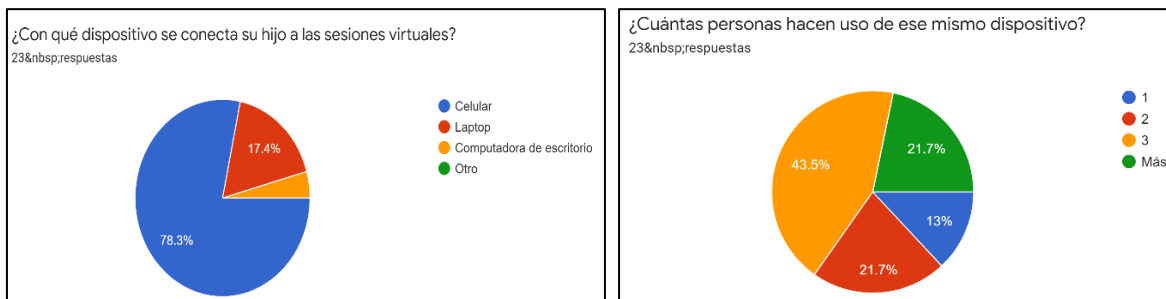 ¿Con qué dispositivo se conecta su hijo a las sesiones virtuales?
23&nbsp;respuestas
Celular
Laptop
Computadora de escritorio
Otro
17.4%
78.3%
¿Cuántas personas hacen uso de ese mismo dispositivo?
23&nbsp;respuestas
1
2
3
Más
21.7%
43.5%
13%
21.7%